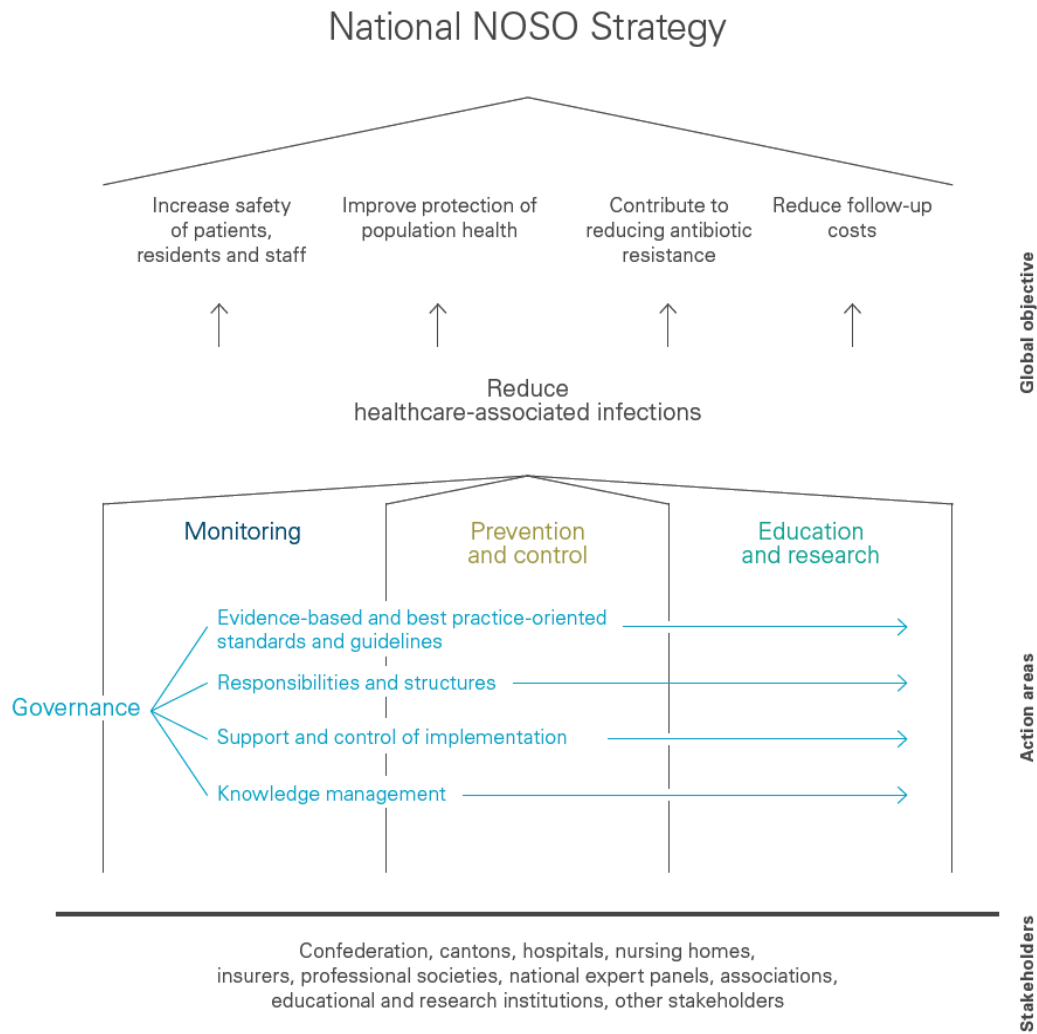 National NOSO Strategy
Increase safety
of patients,
residents and staff
Improve protection of
population health
Contribute to
reducing antibiotic
resistance
Reduce follow-up
costs
Global objective
Reduce
healthcare-associated infections
Monitoring
Prevention
and control
Education
and research
Governance
Evidence-based and best practice-oriented
standards and guidelines
Responsibilities and structures
Support and control of implementation
Knowledge management
Action areas
Confederation, cantons, hospitals, nursing homes,
insurers, professional societies, national expert panels, associations,
educational and research institutions, other stakeholders
Stakeholders